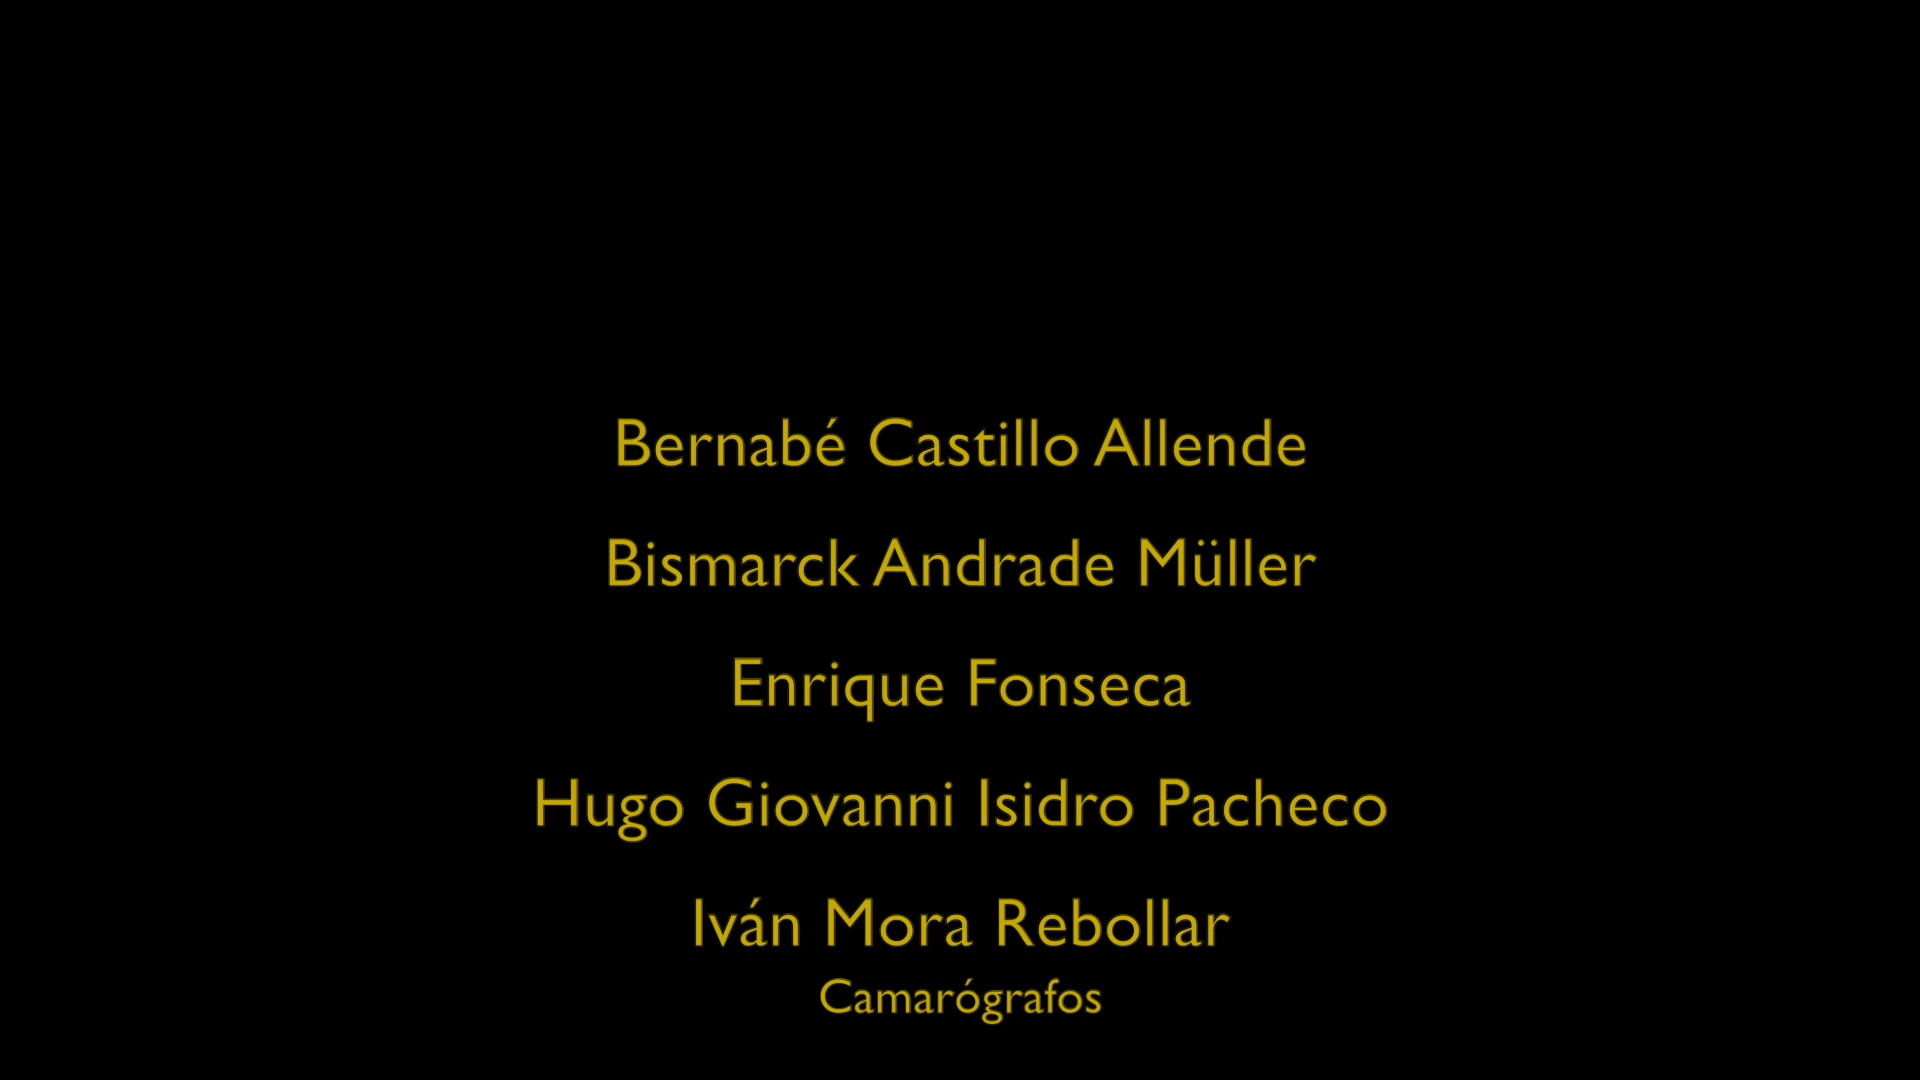 Bernabé Castillo Allende
Bismarck Andrade Müller
Enrique Fonseca
Hugo Giovanni Isidro Pacheco
Iván Mora Rebollar
Camarógrafos